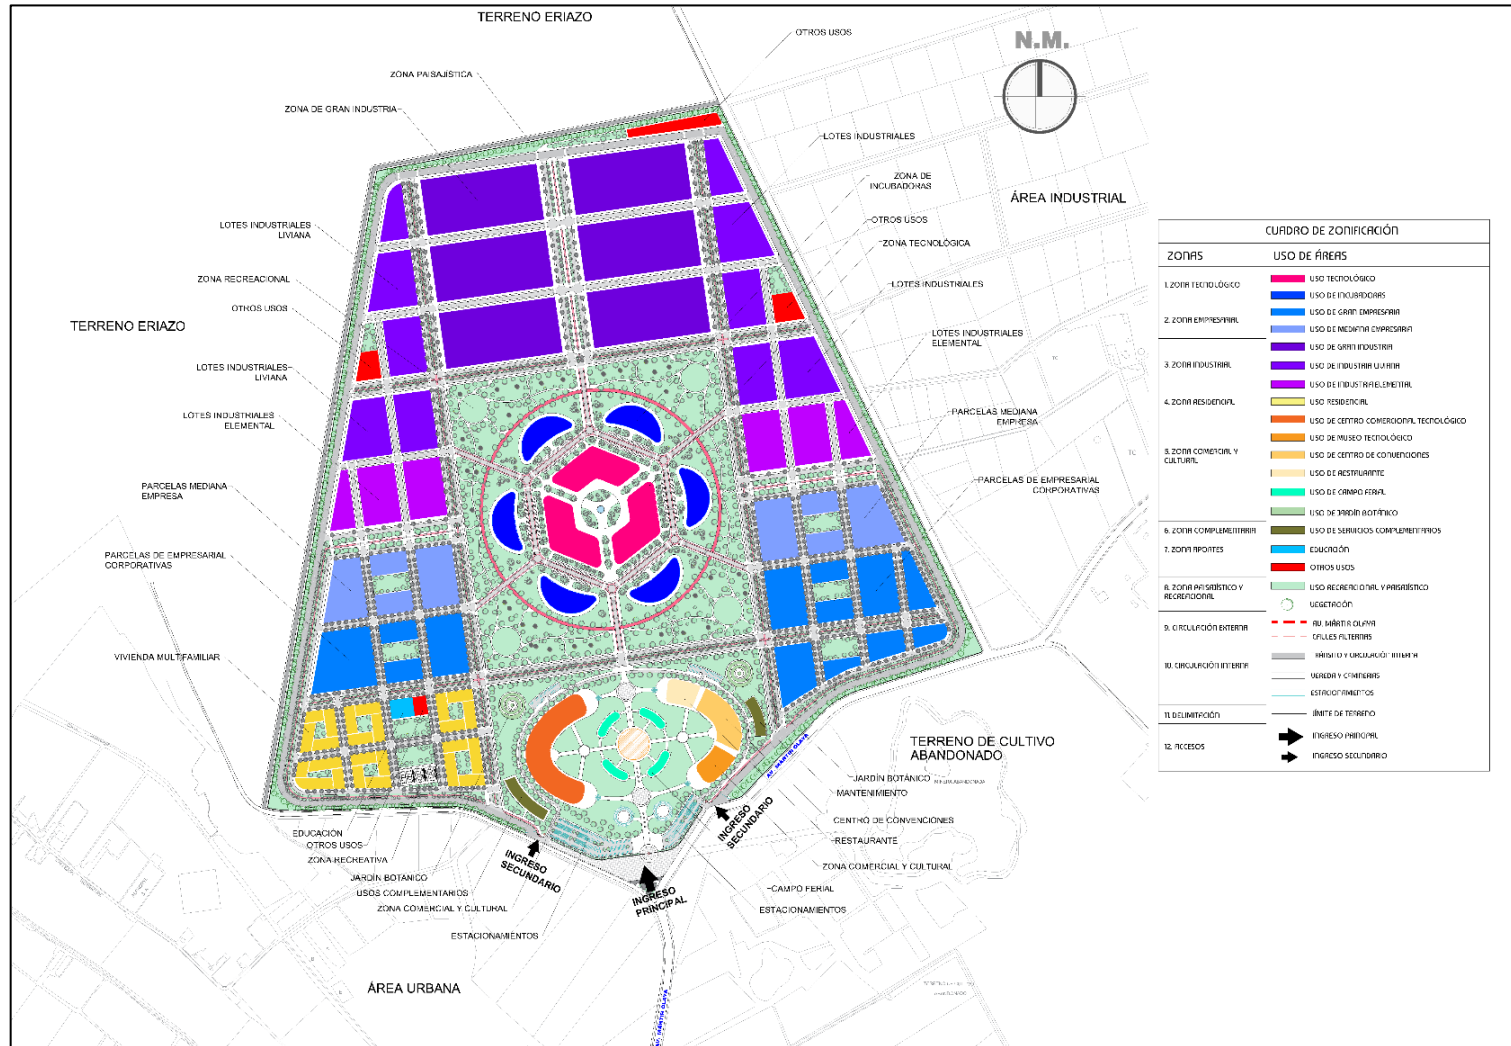 TERRENO ERIAZO
OTROS USOS
N.M.
ZONA PAISAJÍSTICA
ZONA DE GRAN INDUSTRIA
LOTES INDUSTRIALES
ZONA DE
INCUBADORAS
ÁREA INDUSTRIAL
OTROS USOS
LOTES INDUSTRIALES
LIVIANA
ZONA TECNOLÓGICA
ZONA RECREACIONAL
LOTES INDUSTRIALES
OTROS USOS
TERRENO ERIAZO
LOTES INDUSTRIALES
ELEMENTAL
LOTES INDUSTRIALES
LIVIANA
LOTES INDUSTRIALES
ELEMENTAL
PARCELAS MEDIANA
EMPRESA
PARCELAS MEDIANA
EMPRESA
PARCELAS DE EMPRESARIAL
CORPORATIVAS
PARCELAS DE EMPRESARIAL
CORPORATIVAS
VIVIENDA MULTIFAMILIAR
TERRENO DE CULTIVO
ABANDONADO
AV. MARTIR OLAYA
JARDÍN BOTÁNICO
MANTENIMIENTO
CENTRO DE CONVENCIONES
RESTAURANTE
ZONA COMERCIAL Y CULTURAL
CAMPO FERIAL
ESTACIONAMIENTOS
INGRESO
SECUNDARIO
INGRESO
PRINCIPAL
INGRESO
SECUNDARIO
EDUCACIÓN
OTROS USOS
ZONA RECREATIVA
JARDÍN BOTÁNICO
USOS COMPLEMENTARIOS
ZONA COMERCIAL Y CULTURAL
ESTACIONAMIENTOS
ÁREA URBANA
AV. MÁRTIR OLAYA
CUADRO DE ZONIFICACIÓN
ZONAS USO DE ÁREAS
1. ZONA TECNOLÓGICO USO TECNOLÓGICO
USO DE INCUBADORAS
2. ZONA EMPRESARIAL USO DE GRAN EMPRESARIA
USO DE MEDIANA EMPRESARIA
USO DE GRAN INDUSTRIA
3. ZONA INDUSTRIAL USO DE INDUSTRIA LIVIANA
USO DE INDUSTRIA ELEMENTAL
4. ZONA RESIDENCIAL USO RESIDENCIAL
USO DE CENTRO COMERCIONAL TECNOLÓGICO
USO DE MUSEO TECNOLÓGICO
5. ZONA COMERCIAL Y
CULTURAL
USO DE CENTRO DE CONVENCIONES
USO DE RESTAURANTE
USO DE CAMPO FERIAL
USO DE JARDÍN BOTÁNICO
6. ZONA COMPLEMENTARIA USO DE SERVICIOS COMPLEMENTARIOS
7. ZONA APORTES EDUCACIÓN
OTROS USOS
8. ZONA PAISAJÍSTICO Y
RECREACIONAL
USO RECREACIONAL Y PAISAJÍSTICO
VEGETACIÓN
9. CIRCULACIÓN EXTERNA AV. MÁRTIR OLAYA
CALLES ALTERNAS
10. CIRCULACIÓN INTERNA TRÁNSITO Y CIRCULACIÓN INTERNA
VEREDA Y CAMINERIAS
ESTACIONAMIENTOS
11. DELIMITACIÓN LÍMITE DE TERRENO
12. ACCESOS INGRESO PRINCIPAL
INGRESO SECUNDARIO